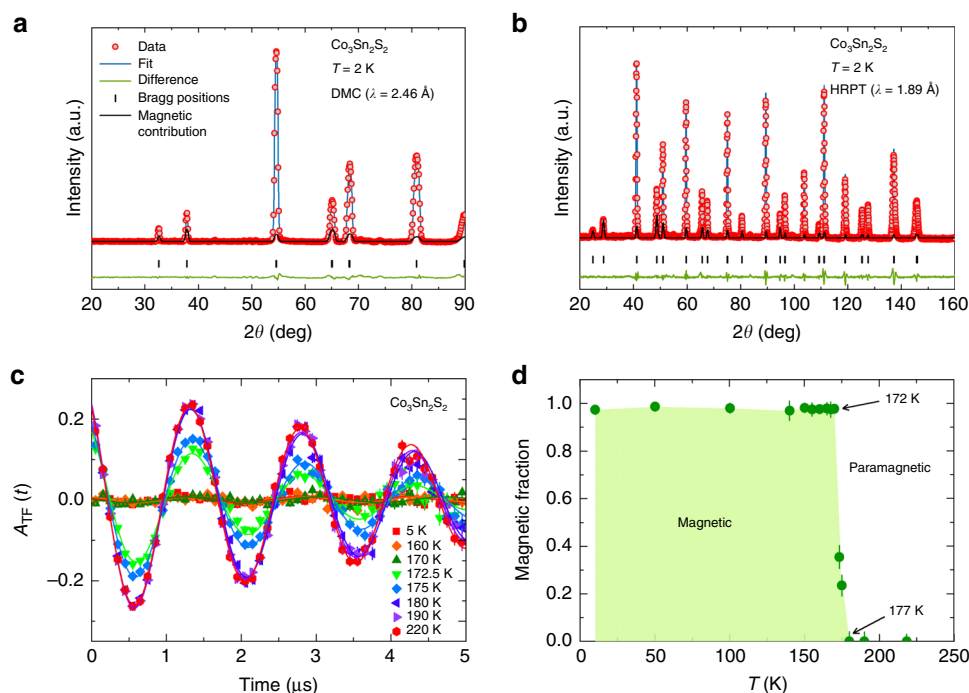 a
Data
Fit
Difference
Bragg positions
Magnetic
contribution
Co3Sn2S2
T = 2 K
DMC (λ = 2.46 Å)
Intensity (a.u.)
20 30 40 50 60 70 80 90
2θ (deg)
b
Co3Sn2S2
T = 2 K
HRPT (λ = 1.89 Å)
Intensity (a.u.)
20 40 60 80 100 120 140 160
2θ (deg)
c
Co3Sn2S2
0.2
0.0
−0.2
ATF (t)
5 K
160 K
170 K
172.5 K
175 K
180 K
190 K
220 K
0 1 2 3 4 5
Time (μs)
d
1.0
0.8
0.6
0.4
0.2
0.0
Magnetic fraction
172 K
Paramagnetic
Magnetic
177 K
0 50 100 150 200 250
T (K)